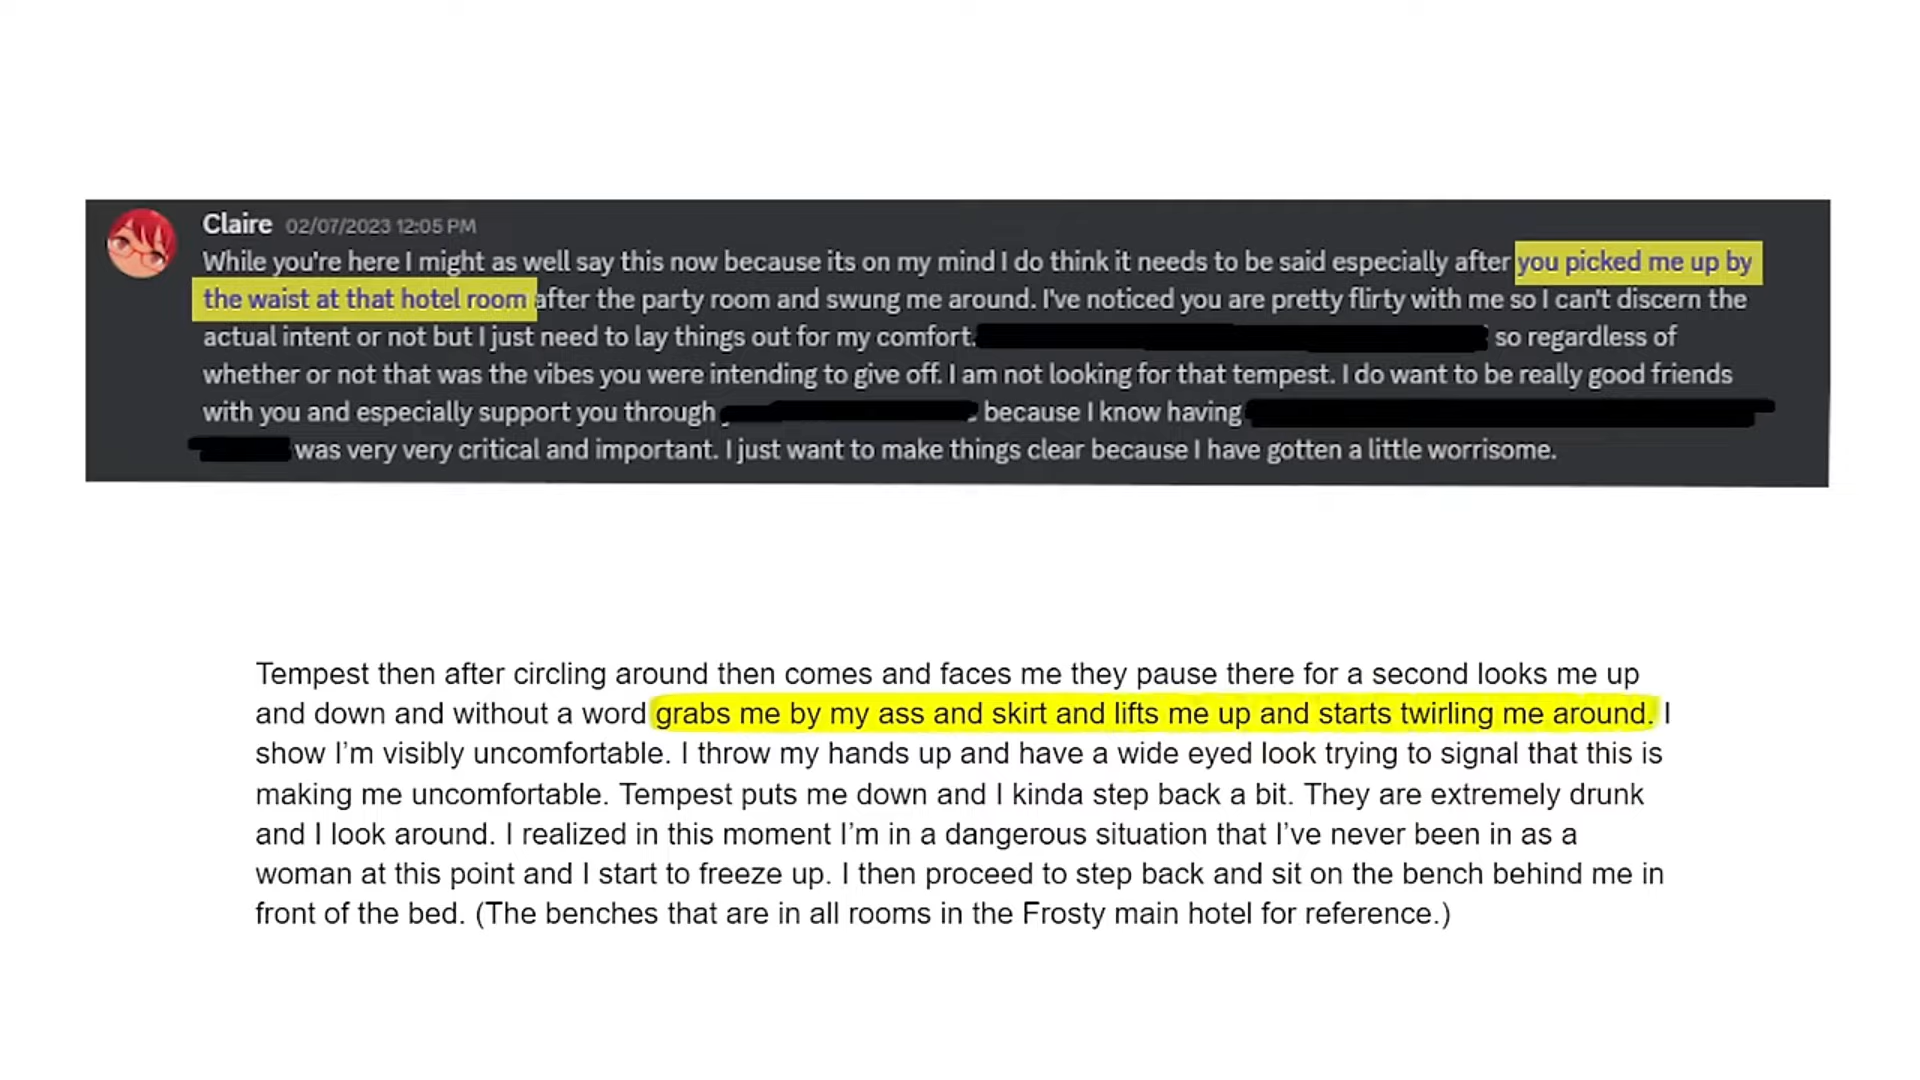 Claire 02/07/2023 12:05 PM
While you're here I might as well say this now because its on my mind I do think it needs to be said especially after you picked me up by
the waist at that hotel room after the party room and swung me around. I've noticed you are pretty flirty with me so I can't discern the
actual intent or not but I just need to lay things out for my comfort. so regardless of
whether or not that was the vibes you were intending to give off. I am not looking for that tempest. I do want to be really good friends
with you and especially support you through because I know having
was very very critical and important. I just want to make things clear because I have gotten a little worrisome.
Tempest then after circling around then comes and faces me they pause there for a second looks me up
and down and without a word grabs me by my ass and skirt and lifts me up and starts twirling me around. I
show I’m visibly uncomfortable. I throw my hands up and have a wide eyed look trying to signal that this is
making me uncomfortable. Tempest puts me down and I kinda step back a bit. They are extremely drunk
and I look around. I realized in this moment I’m in a dangerous situation that I’ve never been in as a
woman at this point and I start to freeze up. I then proceed to step back and sit on the bench behind me in
front of the bed. (The benches that are in all rooms in the Frosty main hotel for reference.)